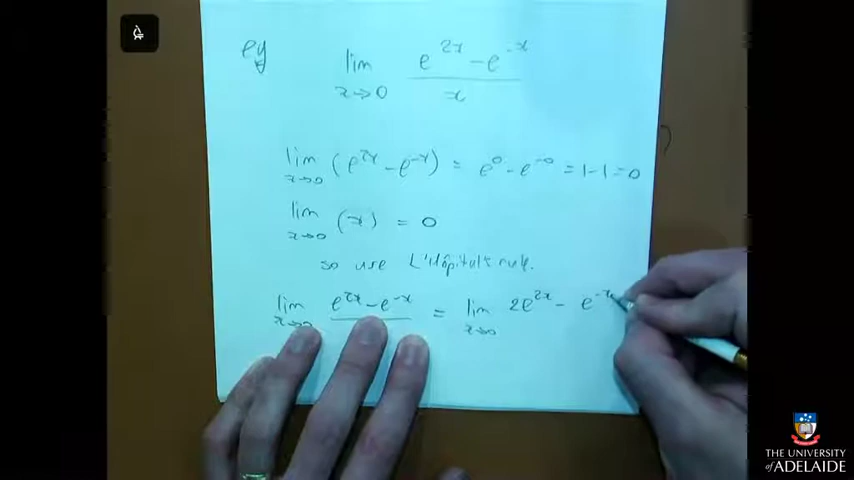 eg lim e^{2x} - e^{-x}
x→0 x
lim (e^{2x} - e^{-x}) = e^0 - e^{-0} = 1-1 = 0
x→0
lim (x) = 0
x→0
so use L'Hôpital's rule.
lim e^{2x} - e^{-x} = lim 2e^{2x} - e^{-x}
x→0 x→0
THE UNIVERSITY
of ADELAIDE